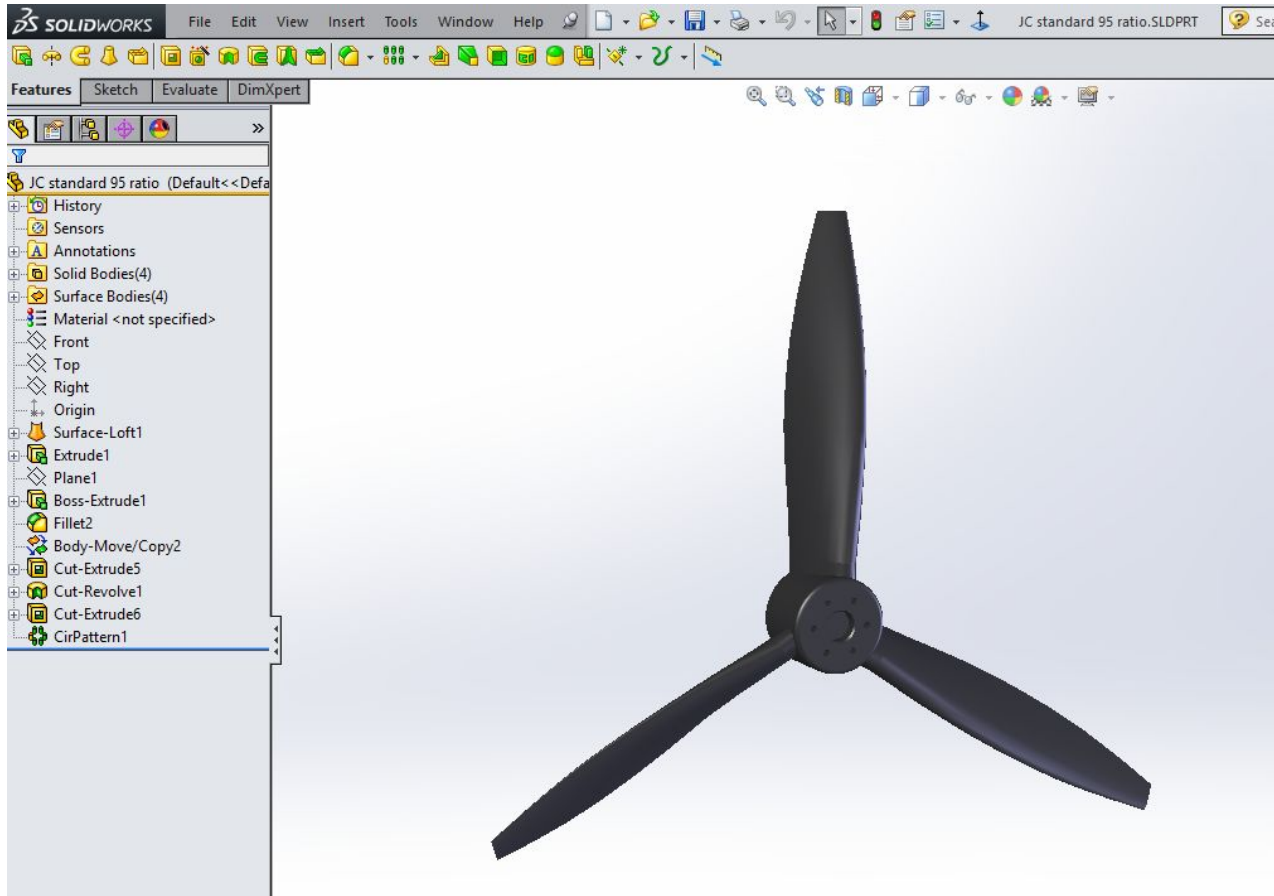 SOLIDWORKS File Edit View Insert Tools Window Help JC standard 95 ratio.SLDPRT Sea
Features Sketch Evaluate DimXpert
»
JC standard 95 ratio (Default<<Defa
History
Sensors
A Annotations
Solid Bodies(4)
Surface Bodies(4)
Material <not specified>
Front
Top
Right
Origin
Surface-Loft1
Extrude1
Plane1
Boss-Extrude1
Fillet2
Body-Move/Copy2
Cut-Extrude5
Cut-Revolve1
Cut-Extrude6
CirPattern1